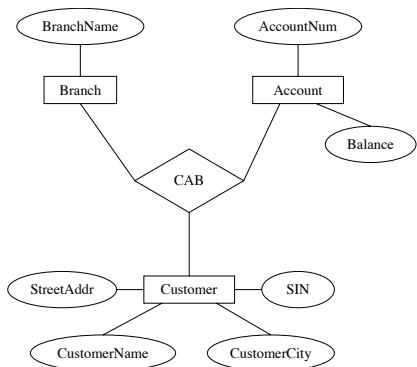 BranchName
AccountNum
Branch
Account
Balance
CAB
StreetAddr
Customer
SIN
CustomerName
CustomerCity